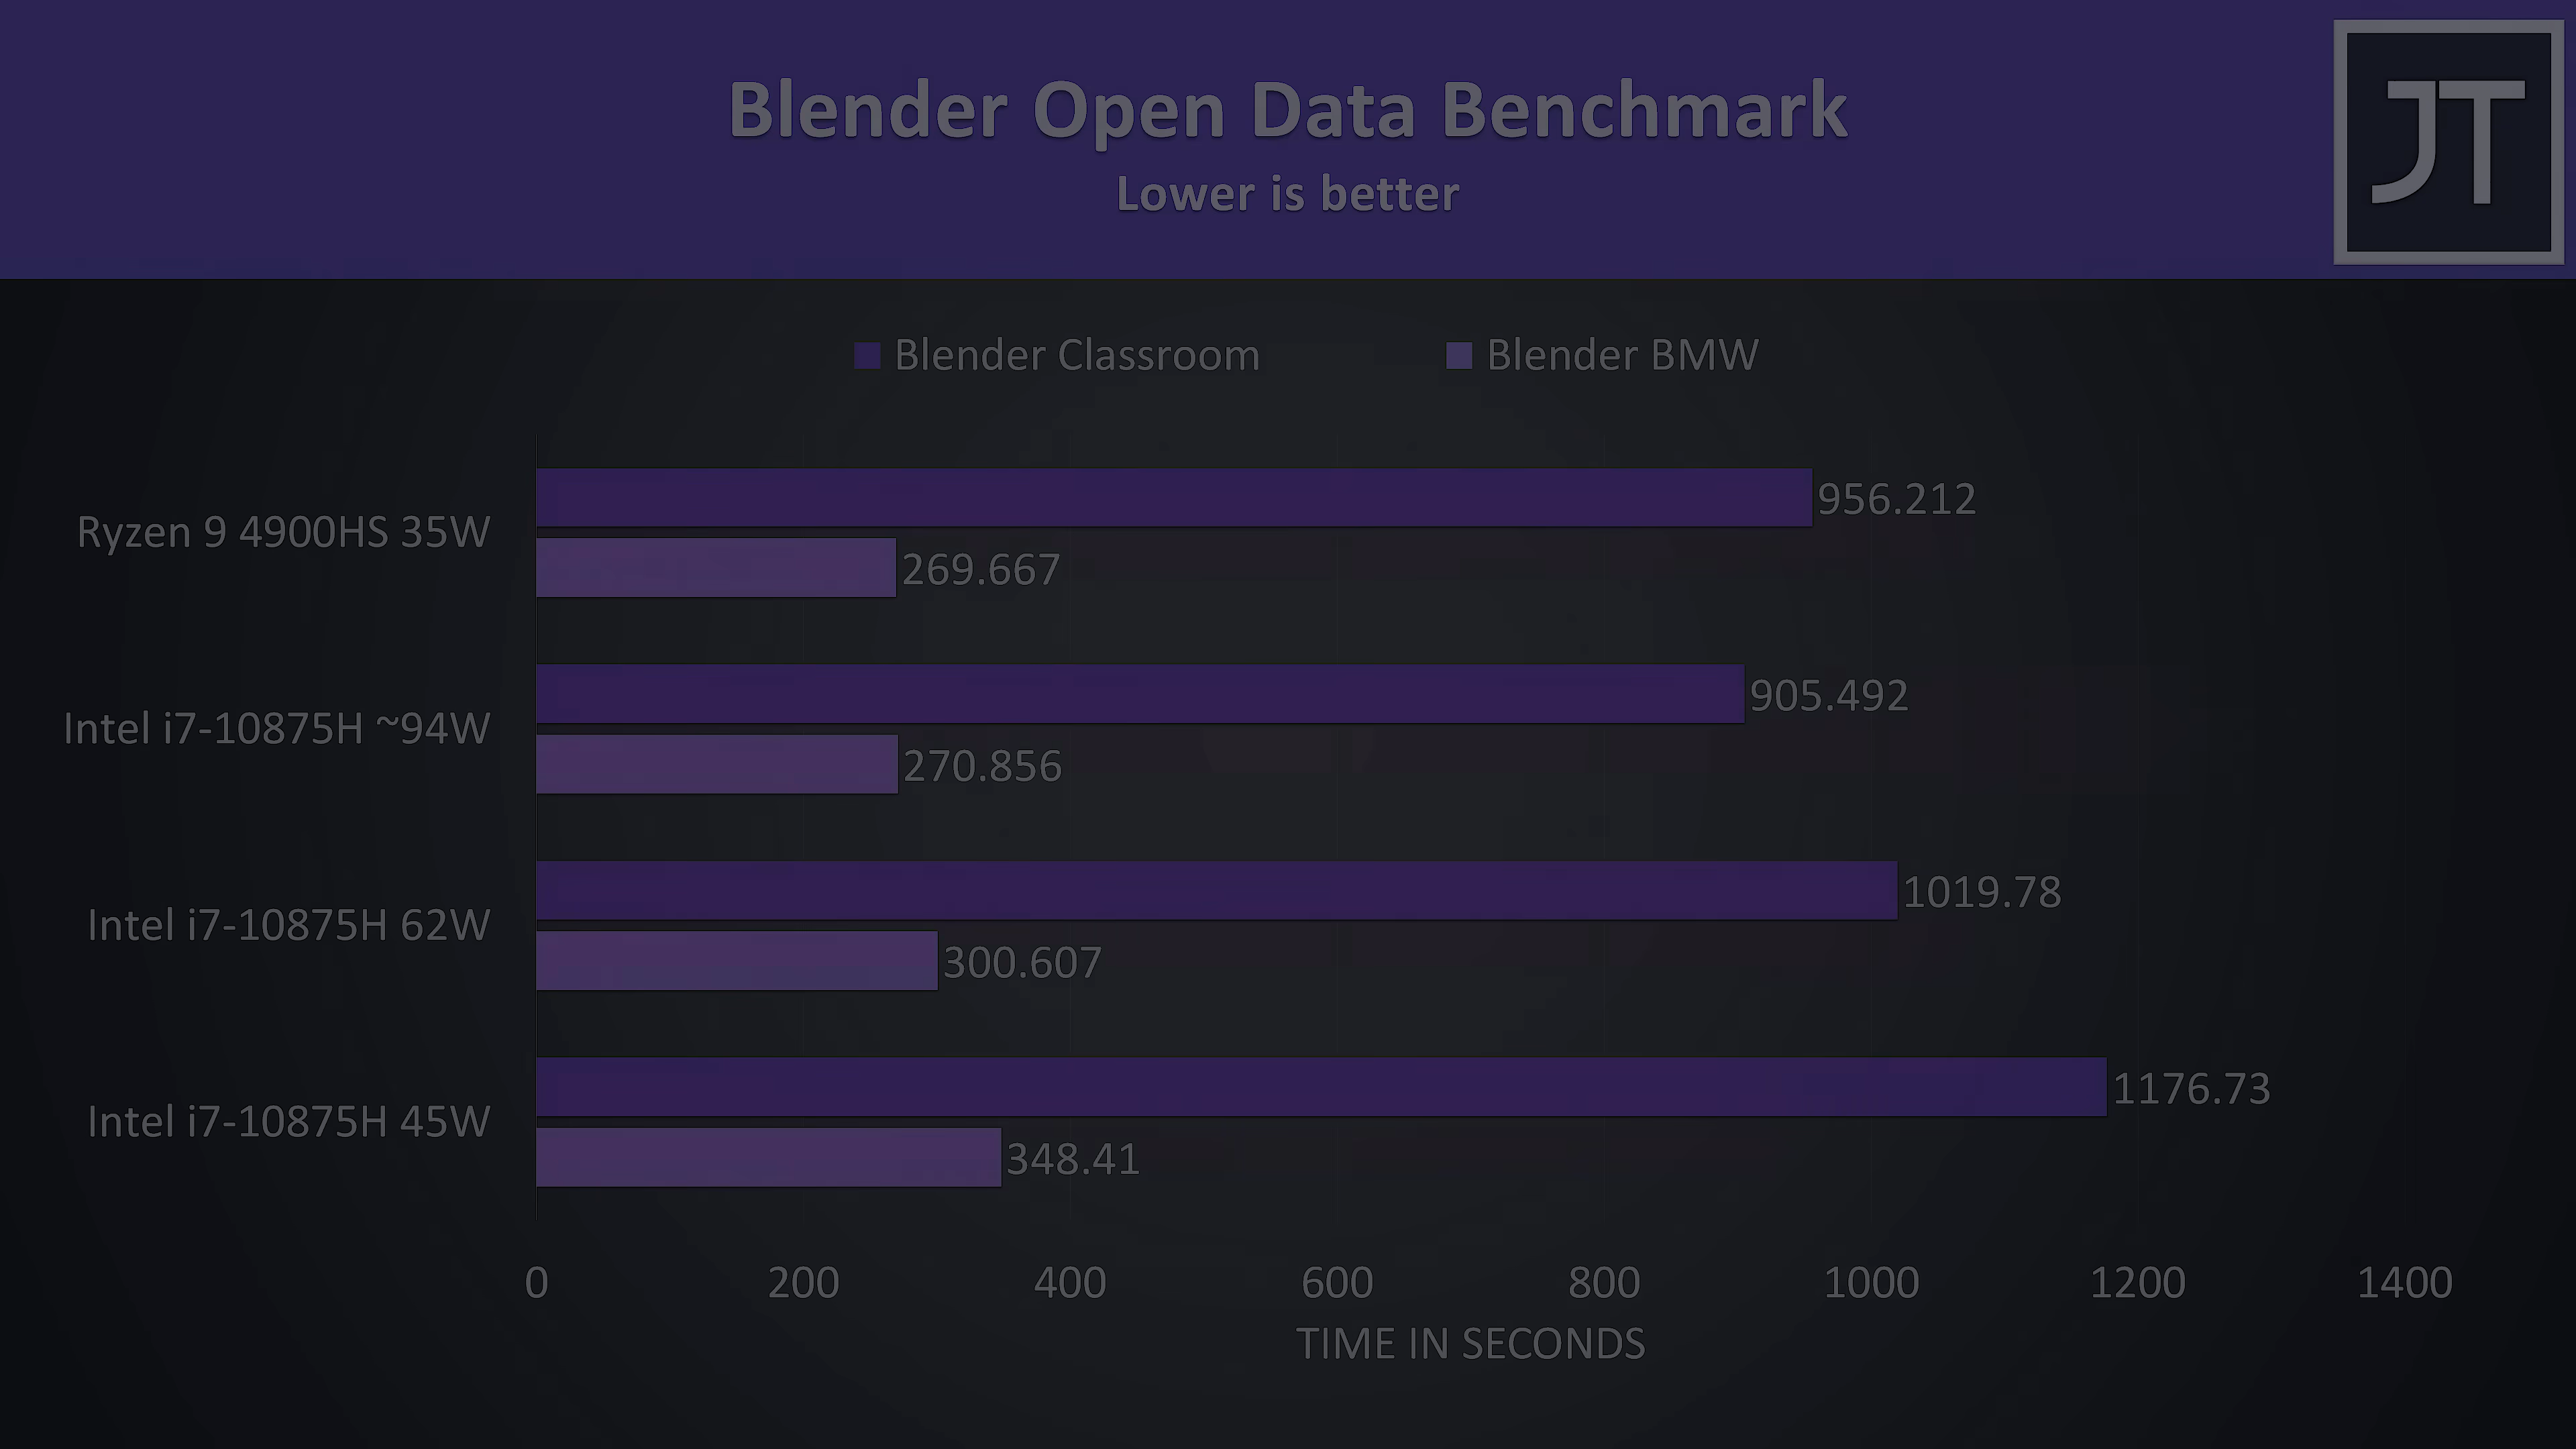 Blender Open Data Benchmark
Lower is better
JT
Blender Classroom
Blender BMW
Ryzen 9 4900HS 35W
956.212
269.667
Intel i7-10875H ~94W
905.492
270.856
Intel i7-10875H 62W
1019.78
300.607
Intel i7-10875H 45W
1176.73
348.41
0 200 400 600 800 1000 1200 1400
TIME IN SECONDS